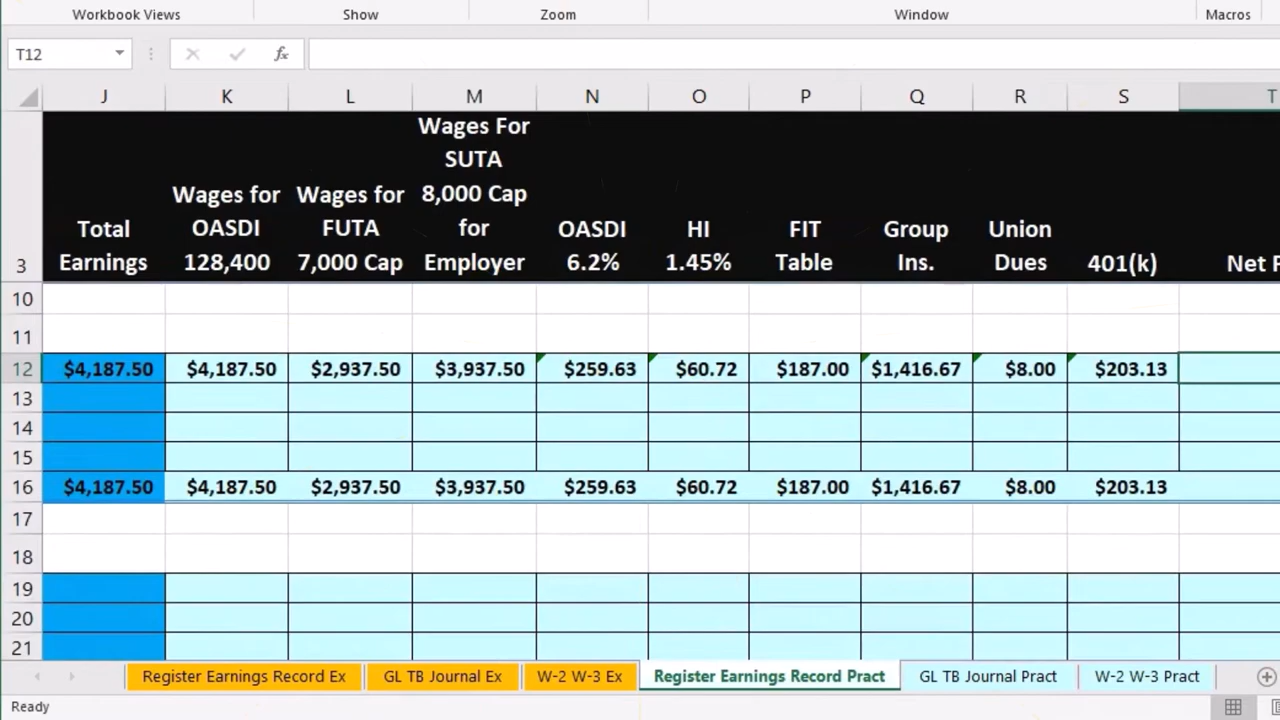 Workbook Views Show Zoom Window Macros
T12 fx
J K L M N O P Q R S T
Wages For
SUTA
Wages for Wages for 8,000 Cap
Total OASDI FUTA for OASDI HI FIT Group Union
3 Earnings 128,400 7,000 Cap Employer 6.2% 1.45% Table Ins. Dues 401(k) Net
10
11
12 $4,187.50 $4,187.50 $2,937.50 $3,937.50 $259.63 $60.72 $187.00 $1,416.67 $8.00 $203.13
13
14
15
16 $4,187.50 $4,187.50 $2,937.50 $3,937.50 $259.63 $60.72 $187.00 $1,416.67 $8.00 $203.13
17
18
19
20
21
Register Earnings Record Ex GL TB Journal Ex W-2 W-3 Ex Register Earnings Record Pract GL TB Journal Pract W-2 W-3 Pract
Ready